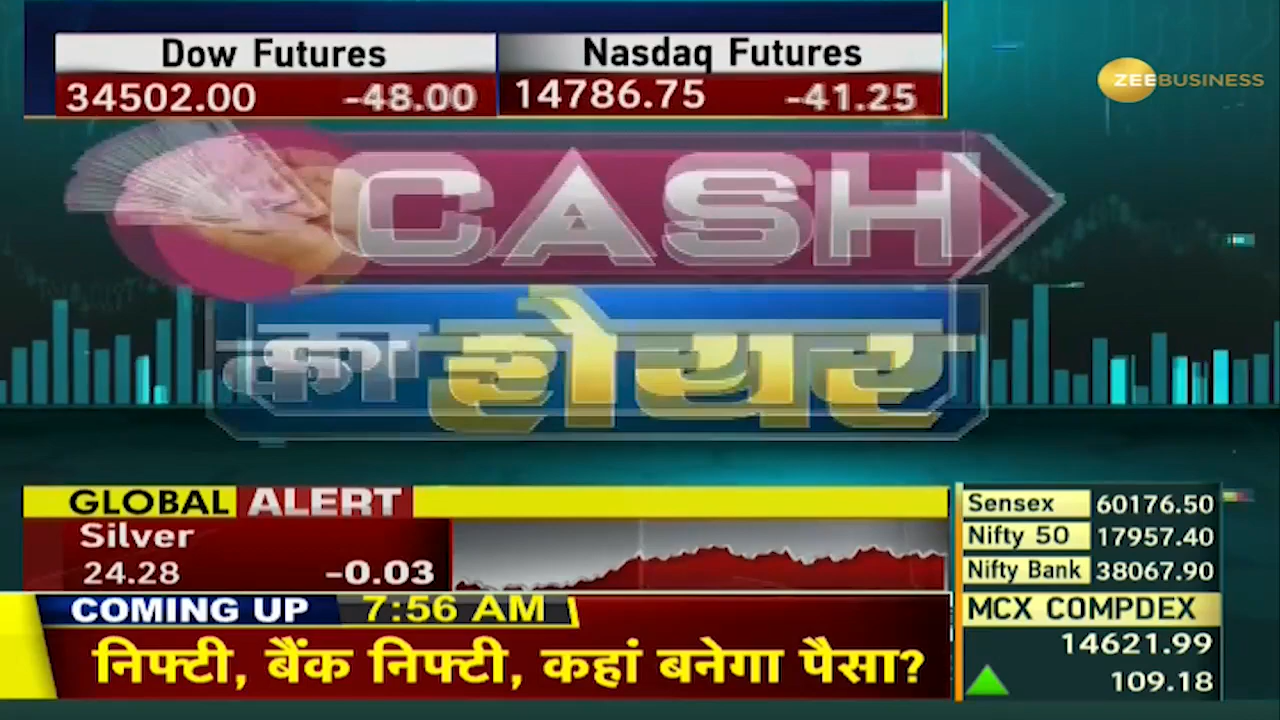 Dow Futures
34502.00 -48.00
Nasdaq Futures
14786.75 -41.25
ZEEBUSINESS
CASH
का शेयर
GLOBAL ALERT
Silver
24.28 -0.03
Sensex 60176.50
Nifty 50 17957.40
Nifty Bank 38067.90
MCX COMPDEX
14621.99
109.18
COMING UP 7:56 AM
निफ्टी, बैंक निफ्टी, कहां बनेगा पैसा?